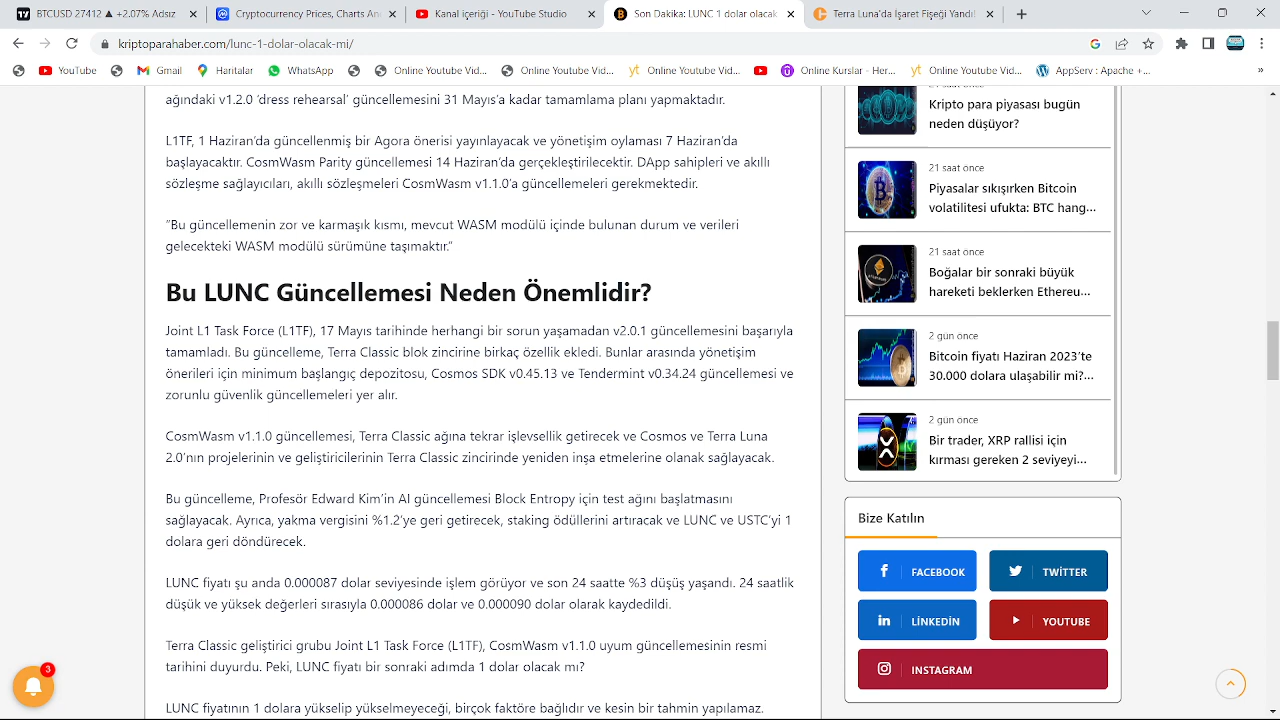 BTCUSD 27412 ▲ +2.07% Adsız
Cryptocurrency Prices, Charts An
Kanal İçeriği - YouTube Studio
Son Dakika: LUNC 1 dolar olacak
Terra Luna'da İşaret Fişeği Yandı!
kriptoparahaber.com/lunc-1-dolar-olacak-mi/
YouTube
Gmail
Haritalar
WhatsApp
Online Youtube Vid...
Online Youtube Vid...
yt Online Youtube Vid...
Online Kurslar - Her...
yt Online Youtube Vid...
AppServ : Apache +...
»
ağındaki v1.2.0 ‘dress rehearsal’ güncellemesini 31 Mayıs’a kadar tamamlama planı yapmaktadır.
L1TF, 1 Haziran’da güncellenmiş bir Agora önerisi yayınlayacak ve yönetişim oylaması 7 Haziran’da
başlayacaktır. CosmWasm Parity güncellemesi 14 Haziran’da gerçekleştirilecektir. DApp sahipleri ve akıllı
sözleşme sağlayıcıları, akıllı sözleşmeleri CosmWasm v1.1.0’a güncellemeleri gerekmektedir.
“Bu güncellemenin zor ve karmaşık kısmı, mevcut WASM modülü içinde bulunan durum ve verileri
gelecekteki WASM modülü sürümüne taşımaktır.”
Bu LUNC Güncellemesi Neden Önemlidir?
Joint L1 Task Force (L1TF), 17 Mayıs tarihinde herhangi bir sorun yaşamadan v2.0.1 güncellemesini başarıyla
tamamladı. Bu güncelleme, Terra Classic blok zincirine birkaç özellik ekledi. Bunlar arasında yönetişim
önerileri için minimum başlangıç depozitosu, Cosmos SDK v0.45.13 ve Tendermint v0.34.24 güncellemesi ve
zorunlu güvenlik güncellemeleri yer alır.
CosmWasm v1.1.0 güncellemesi, Terra Classic ağına tekrar işlevsellik getirecek ve Cosmos ve Terra Luna
2.0’nın projelerinin ve geliştiricilerinin Terra Classic zincirinde yeniden inşa etmelerine olanak sağlayacak.
Bu güncelleme, Profesör Edward Kim’in AI güncellemesi Block Entropy için test ağını başlatmasını
sağlayacak. Ayrıca, yakma vergisini %1.2’ye geri getirecek, staking ödüllerini artıracak ve LUNC ve USTC’yi 1
dolara geri döndürecek.
LUNC fiyatı şu sırada 0.000087 dolar seviyesinde işlem görüyor ve son 24 saatte %3 düşüş yaşandı. 24 saatlik
düşük ve yüksek değerleri sırasıyla 0.000086 dolar ve 0.000090 dolar olarak kaydedildi.
Terra Classic geliştirici grubu Joint L1 Task Force (L1TF), CosmWasm v1.1.0 uyum güncellemesinin resmi
tarihini duyurdu. Peki, LUNC fiyatı bir sonraki adımda 1 dolar olacak mı?
LUNC fiyatının 1 dolara yükselip yükselmeyeceği, birçok faktöre bağlıdır ve kesin bir tahmin yapılamaz.
Kripto para piyasası bugün
neden düşüyor?
21 saat önce
Piyasalar sıkışırken Bitcoin
volatilitesi ufukta: BTC hang...
21 saat önce
Boğalar bir sonraki büyük
hareketi beklerken Ethereu...
2 gün önce
Bitcoin fiyatı Haziran 2023’te
30.000 dolara ulaşabilir mi?...
2 gün önce
Bir trader, XRP rallisi için
kırması gereken 2 seviyeyi...
Bize Katılın
FACEBOOK
TWİTTER
LİNKEDİN
YOUTUBE
INSTAGRAM
3